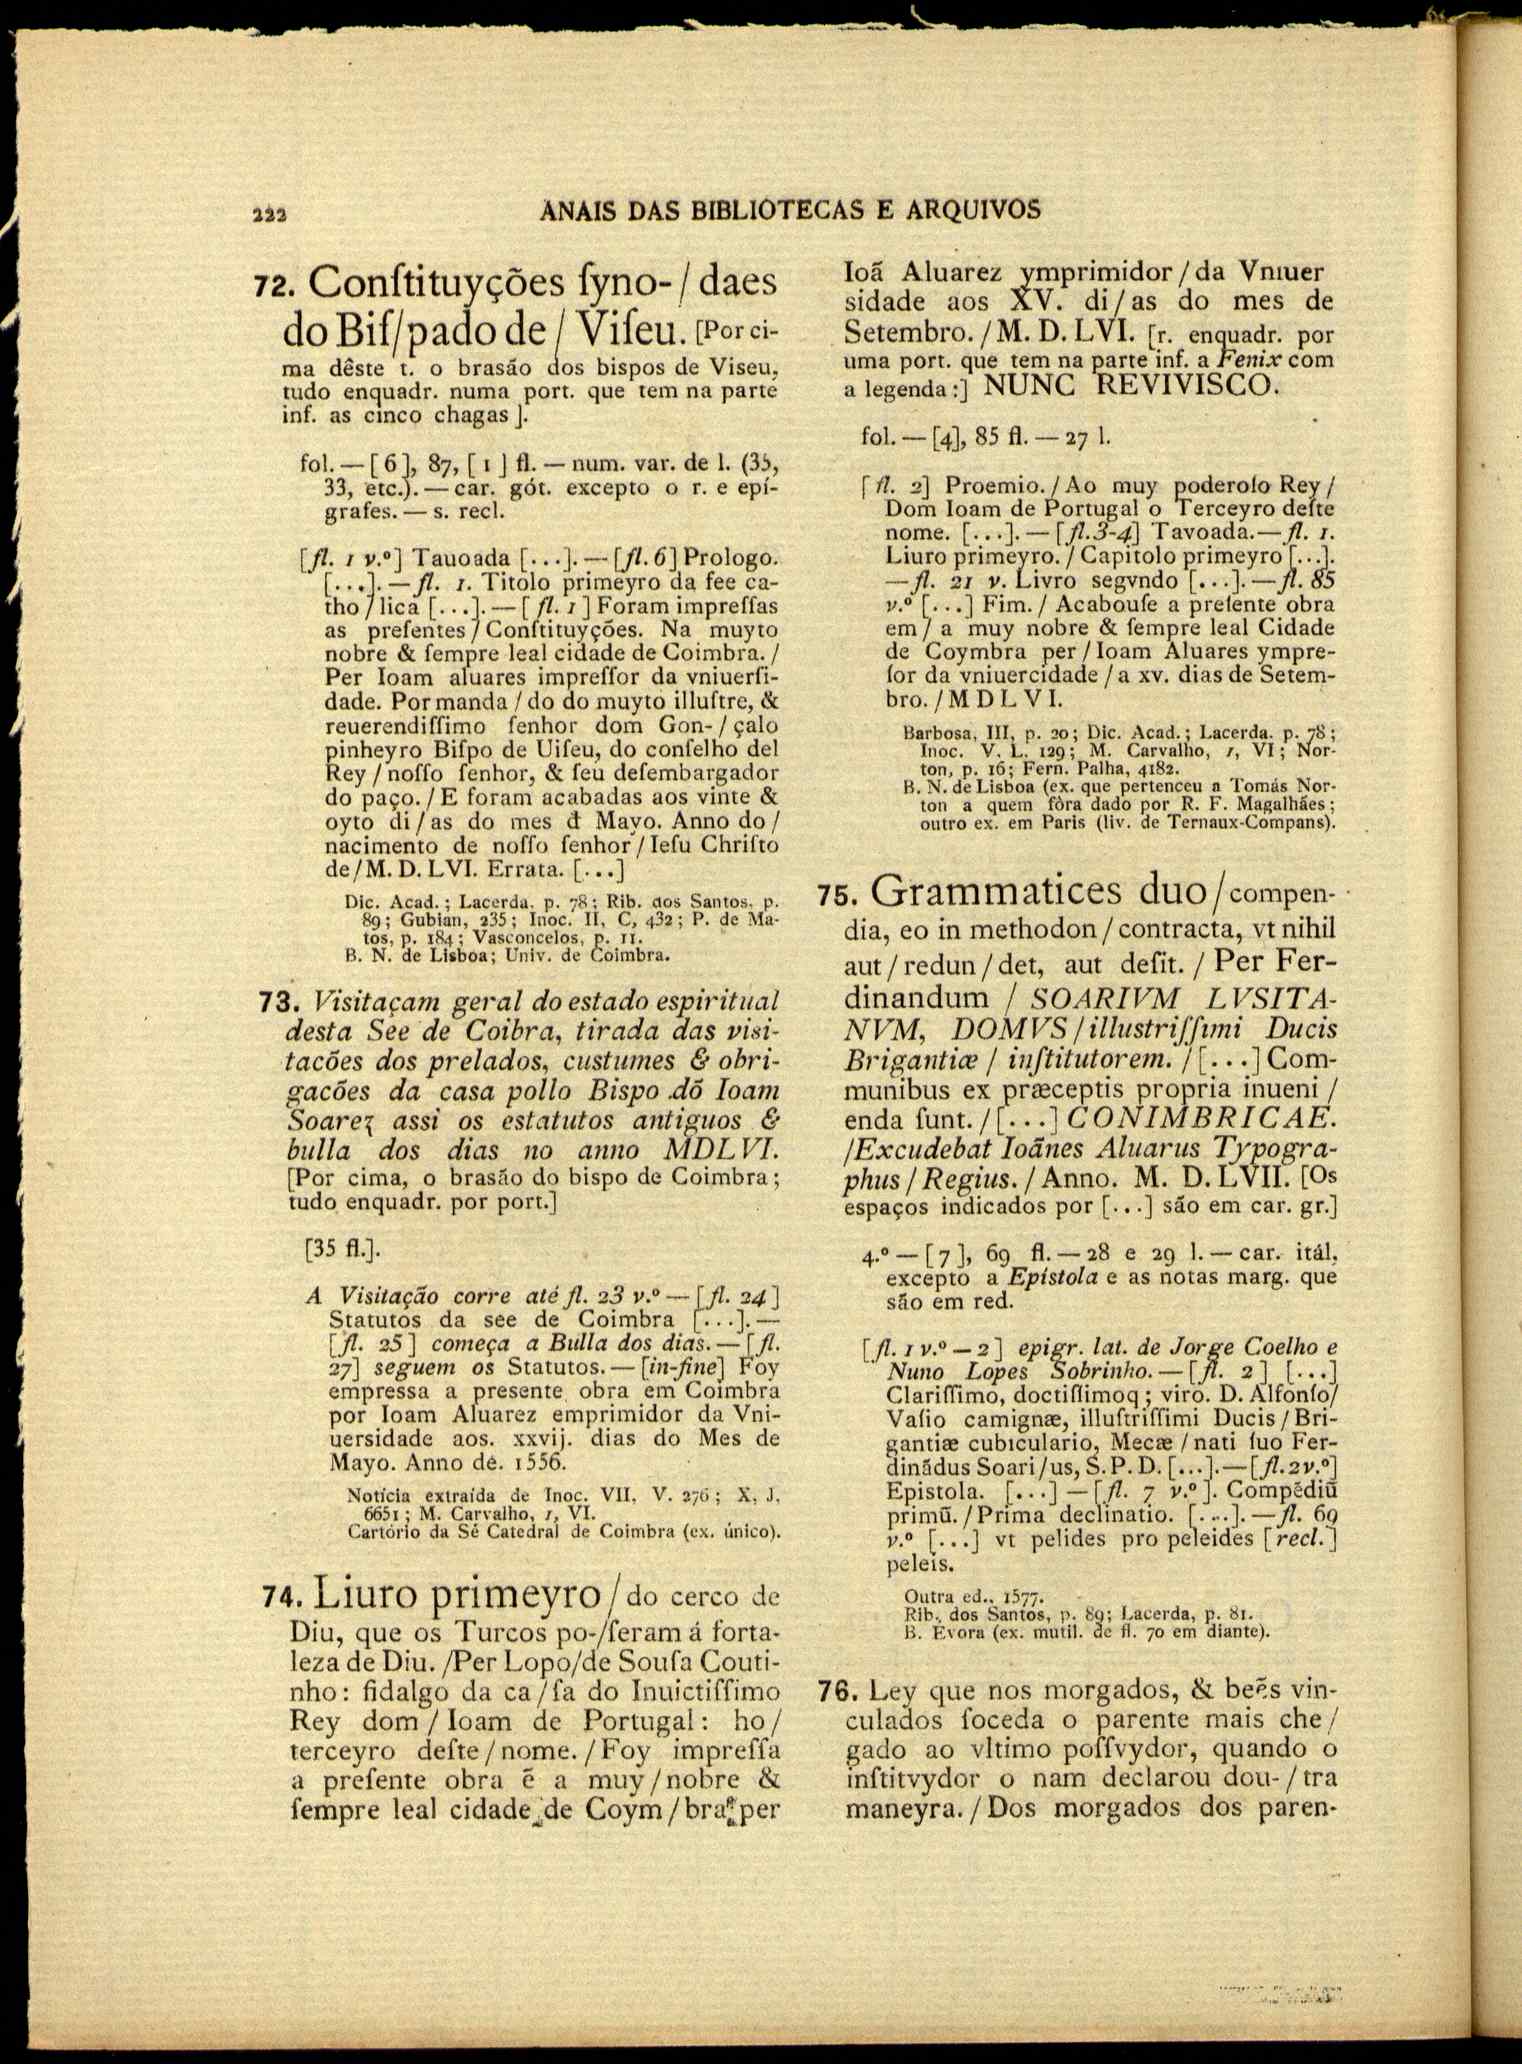 222
ANAIS DAS BIBLIOTECAS E ARQUIVOS
72. Conſtituyções ſyno-/ daes
do Biſ/pado de / Viſeu. [Por ci-
ma dêste t. o brasão dos bispos de Viseu,
tudo enquadr. numa port. que tem na parte
inf. as cinco chagas].
fol. — [6], 87, [1] fl. — num. var. de l. (35,
33, etc.). — car. gót. excepto o r. e epí-
grafes. — s. recl.
[fl. 1 v.º] Tauoada [...]. — [fl. 6] Prologo.
[...]. — fl. 1. Titolo primeyro da fee ca-
tho / lica [...]. — [fl. 1] Foram impreſſas
as preſentes / Conſtituyções. Na muyto
nobre & ſempre leal cidade de Coimbra. /
Per Ioam aluares impreſſor da vniuerſi-
dade. Por manda / do do muyto illuſtre, &
reuerendiſſimo ſenhor dom Gon-/ çalo
pinheyro Biſpo de Uiſeu, do conſelho del
Rey / noſſo ſenhor, & ſeu deſembargador
do paço. / E foram acabadas aos vinte &
oyto di / as do mes đ Mayo. Anno do /
nacimento de noſſo ſenhor / Ieſu Chriſto
de / M. D. LVI. Errata. [...]
Dic. Acad.; Lacerda, p. 78; Rib. dos Santos, p.
89; Gubian, 235; Inoc. II, C, 432; P. de Ma-
tos, p. 184; Vasconcelos, p. 11.
B. N. de Lisboa; Univ. de Coimbra.
73. Visitaçam geral do estado espiritual
desta See de Coibra, tirada das visi-
tacões dos prelados, custumes & obri-
gacões da casa pollo Bispo dõ Ioam
Soarez assi os estatutos antiguos &
bulla dos dias no anno MDLVI.
[Por cima, o brasão do bispo de Coimbra;
tudo enquadr. por port.]
[35 fl.].
A Visitação corre até fl. 23 v.º — [fl. 24]
Statutos da see de Coimbra [...]. —
[fl. 25] começa a Bulla dos dias. — [fl.
27] seguem os Statutos. — [in-fine] Foy
empressa a presente obra em Coimbra
por Ioam Aluarez emprimidor da Vni-
uersidade aos. xxvij. dias do Mes de
Mayo. Anno de. 1556.
Notícia extraída de Inoc. VII, V. 276; X, J,
6651; M. Carvalho, 1, VI.
Cartório da Sé Catedral de Coimbra (ex. único).
74. Liuro primeyro / do cerco de
Diu, que os Turcos po-/ſeram á forta-
leza de Diu. /Per Lopo/de Souſa Couti-
nho: fidalgo da ca / ſa do Inuictiſſimo
Rey dom / Ioam de Portugal: ho /
terceyro deſte / nome. / Foy impreſſa
a preſente obra ẽ a muy / nobre &
ſempre leal cidade de Coym / bra per
Ioã Aluarez ymprimidor / da Vniuer
sidade aos XV. di / as do mes de
Setembro. / M. D. LVI. [r. enquadr. por
uma port. que tem na parte inf. a Fenix com
a legenda:] NUNC REVIVISCO.
fol. — [4], 85 fl. — 27 l.
[fl. 2] Proemio. / Ao muy poderoſo Rey /
Dom Ioam de Portugal o Terceyro deſte
nome. [...]. — [fl. 3-4] Tavoada. — fl. 1.
Liuro primeyro. / Capitolo primeyro [...].
— fl. 21 v. Livro segvndo [...]. — fl. 85
v.º [...] Fim. / Acabouſe a preſente obra
em / a muy nobre & ſempre leal Cidade
de Coymbra per / Ioam Aluares ympre-
ſor da vniuercidade / a xv. dias de Setem-
bro. / M D L V I.
Barbosa, III, p. 20; Dic. Acad.; Lacerda. p. 78;
Inoc. V. L. 129; M. Carvalho, 1, VI; Nor-
ton, p. 16; Fern. Palha, 4182.
B. N. de Lisboa (ex. que pertenceu a Tomás Nor-
ton a quem fôra dado por R. F. Magalhães;
outro ex. em Paris (liv. de Ternaux-Compans).
75. Grammatices duo / compen-
dia, eo in methodon / contracta, vt nihil
aut / redun / det, aut deſit. / Per Fer-
dinandum / SOARIVM LVSITA-
NVM, DOMVS / illustriſſimi Ducis
Brigantiæ / inſtitutorem. / [...] Com-
munibus ex præceptis propria inueni /
enda ſunt. / [...] CONIMBRICAE.
/Excudebat Ioãnes Aluarus Typogra-
phus / Regius. / Anno. M. D. LVII. [Os
espaços indicados por [...] são em car. gr.]
4.º — [7], 69 fl. — 28 e 29 l. — car. itál.
excepto a Epístola e as notas marg. que
são em red.
[fl. 1 v.º — 2] epigr. lat. de Jorge Coelho e
Nuno Lopes Sobrinho. — [fl. 2] [...]
Clariſſimo, doctiſſimoq; viro. D. Alfonſo/
Vaſio camignæ, illuſtriſſimi Ducis / Bri-
gantiæ cubiculario, Mecæ / nati ſuo Fer-
dinãdus Soari / us, S. P. D. [...]. — [fl. 2 v.º]
Epistola. [...] — [fl. 7 v.º]. Compẽdiũ
primũ. / Prima declinatio. [...]. — fl. 69
v.º [...] vt pelides pro peleides [recl.]
peleis.
Outra ed., 1577.
Rib. dos Santos, p. 89; Lacerda, p. 81.
B. Evora (ex. mutil. de fl. 70 em diante).
76. Ley que nos morgados, & beẽs vin-
culados ſoceda o parente mais che /
gado ao vltimo poſſvydor, quando o
inſtitvydor o nam declarou dou- / tra
maneyra. / Dos morgados dos paren-